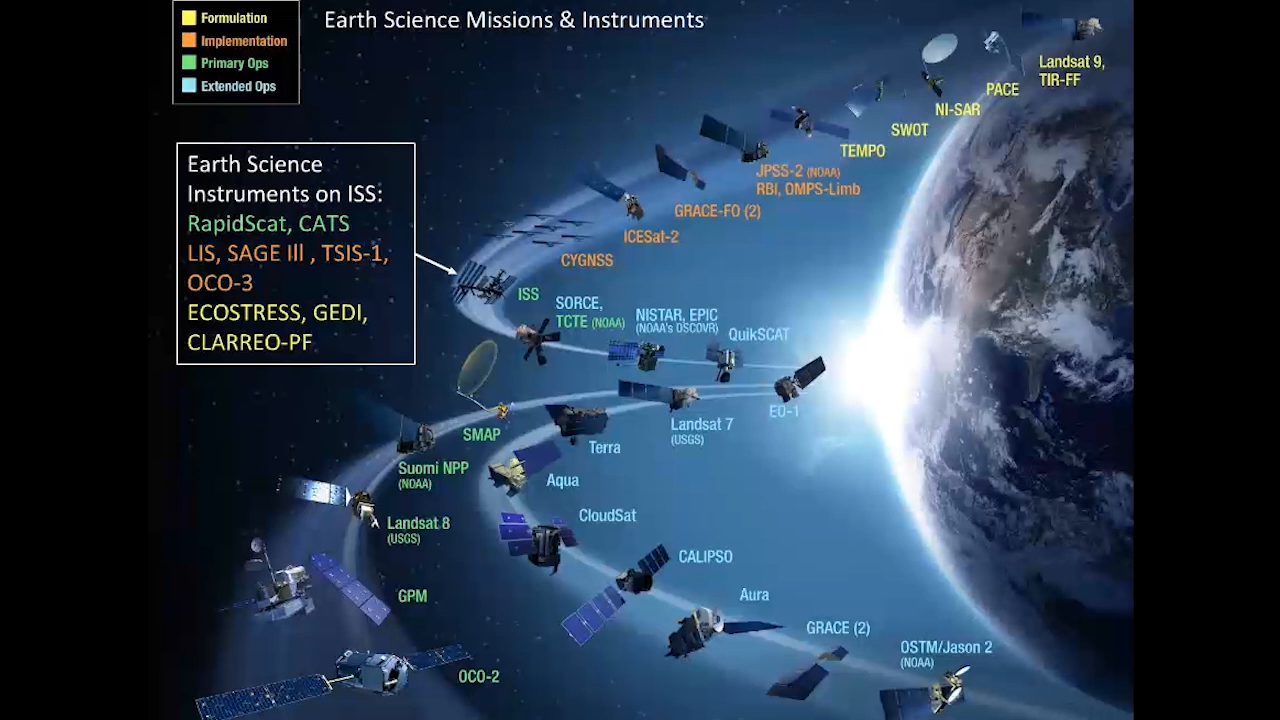 Formulation
Implementation
Primary Ops
Extended Ops
Earth Science Missions & Instruments
Earth Science
Instruments on ISS:
RapidScat, CATS
LIS, SAGE III , TSIS-1,
OCO-3
ECOSTRESS, GEDI,
CLARREO-PF
Landsat 9,
TIR-FF
PACE
NI-SAR
SWOT
TEMPO
JPSS-2 (NOAA)
RBI, OMPS-Limb
GRACE-FO (2)
ICESat-2
CYGNSS
ISS
SORCE,
TCTE (NOAA)
NISTAR, EPIC
(NOAA's DSCOVR)
QuikSCAT
EO-1
Landsat 7
(USGS)
SMAP
Terra
Suomi NPP
(NOAA)
Aqua
Landsat 8
(USGS)
CloudSat
CALIPSO
GPM
Aura
GRACE (2)
OSTM/Jason 2
(NOAA)
OCO-2